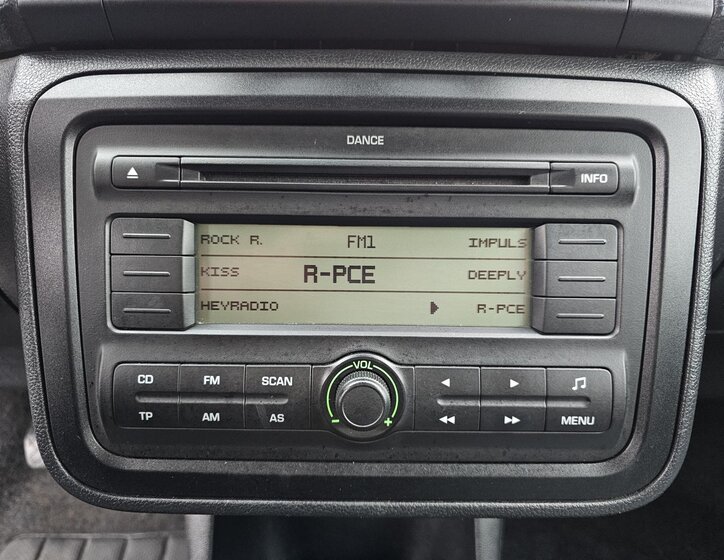 DANCE
INFO
ROCK R. FM1 IMPULS
KISS R-PCE DEEPLY
HEYRADIO R-PCE
VOL
CD FM SCAN
TP AM AS MENU
- +